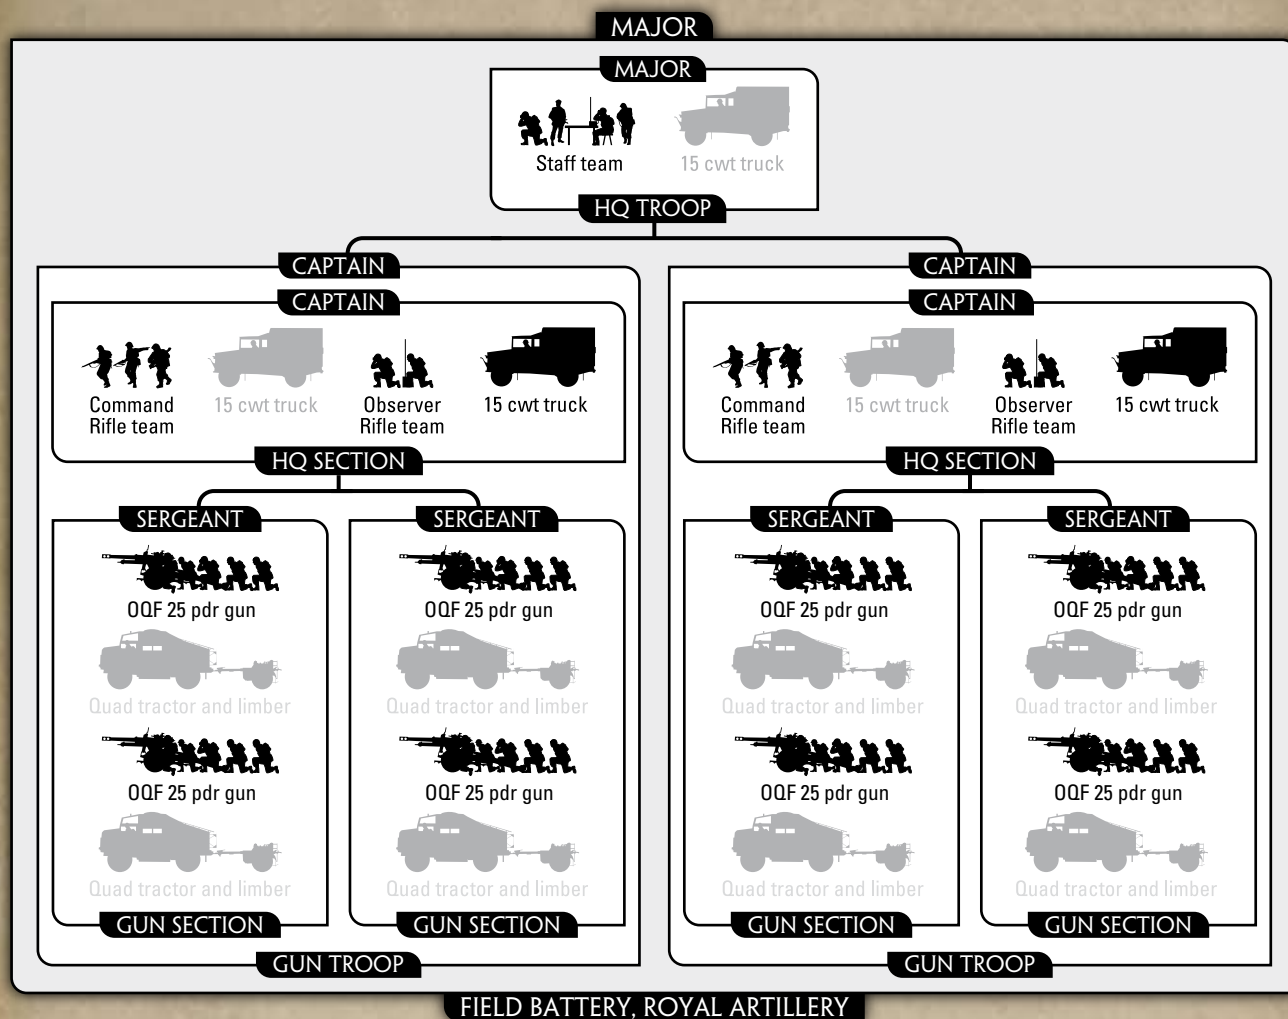 MAJOR
MAJOR
Staff team
15 cwt truck
HQ TROOP
CAPTAIN
CAPTAIN
Command
Rifle team
15 cwt truck
Observer
Rifle team
15 cwt truck
HQ SECTION
SERGEANT
OQF 25 pdr gun
Quad tractor and limber
OQF 25 pdr gun
Quad tractor and limber
GUN SECTION
SERGEANT
OQF 25 pdr gun
Quad tractor and limber
OQF 25 pdr gun
Quad tractor and limber
GUN SECTION
GUN TROOP
CAPTAIN
CAPTAIN
Command
Rifle team
15 cwt truck
Observer
Rifle team
15 cwt truck
HQ SECTION
SERGEANT
OQF 25 pdr gun
Quad tractor and limber
OQF 25 pdr gun
Quad tractor and limber
GUN SECTION
SERGEANT
OQF 25 pdr gun
Quad tractor and limber
OQF 25 pdr gun
Quad tractor and limber
GUN SECTION
GUN TROOP
FIELD BATTERY, ROYAL ARTILLERY